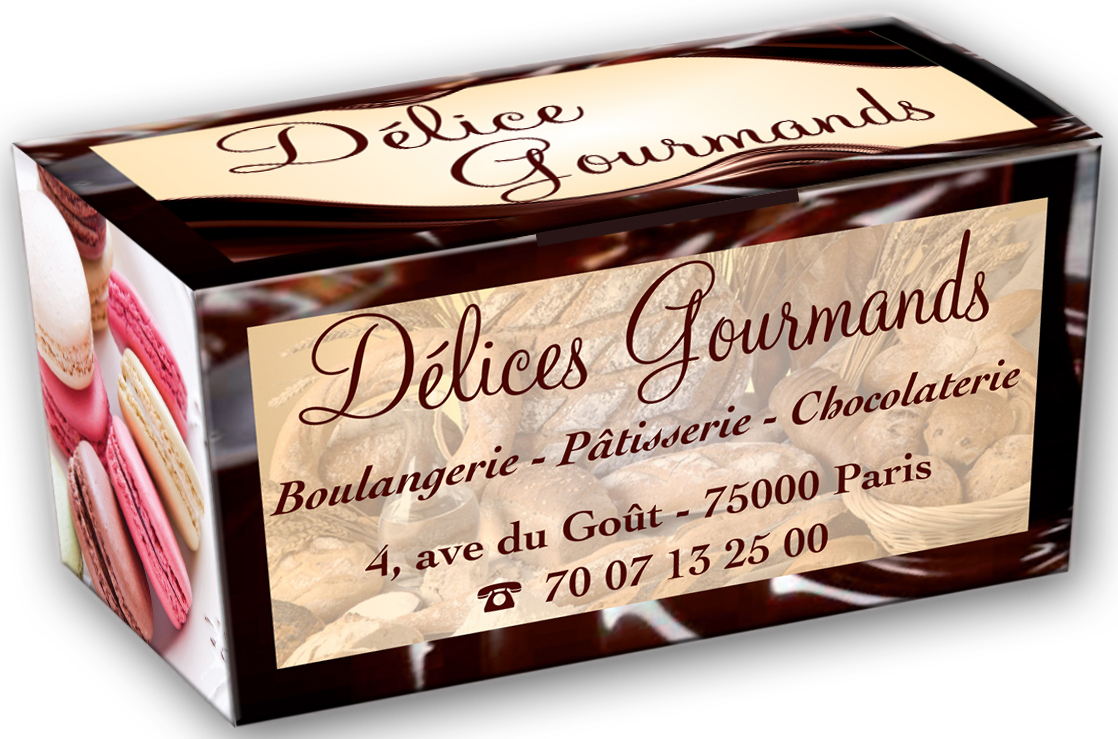 Délice
Gourmands
Délices Gourmands
Boulangerie - Pâtisserie - Chocolaterie
4, ave du Goût - 75000 Paris
☎ 70 07 13 25 00